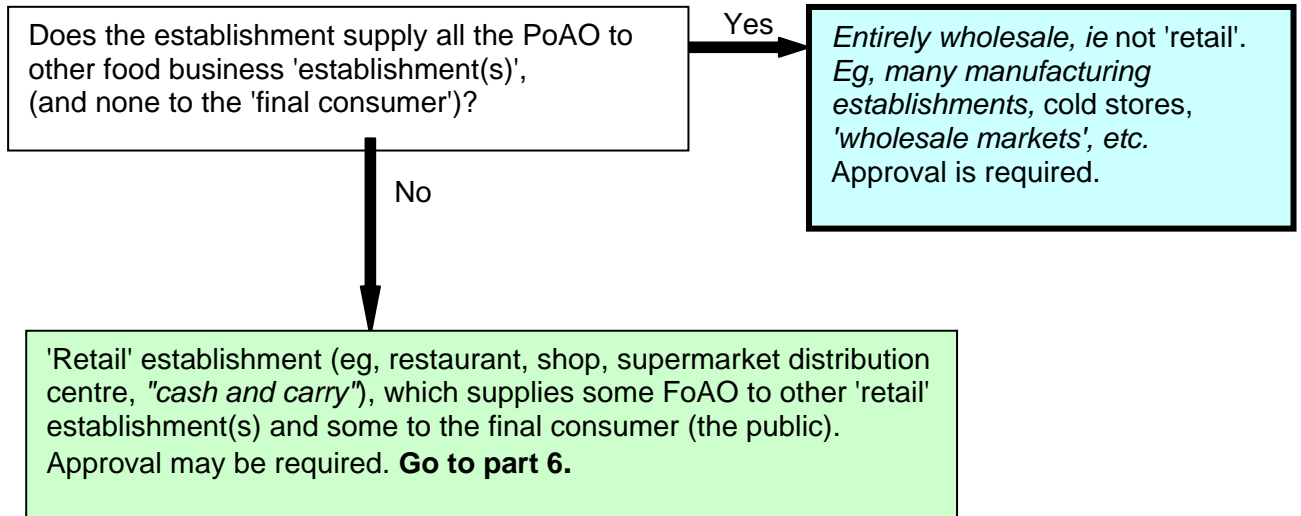 Does the establishment supply all the PoAO to
other food business 'establishment(s)',
(and none to the 'final consumer')?
Yes
Entirely wholesale, ie not 'retail'.
Eg, many manufacturing
establishments, cold stores,
'wholesale markets', etc.
Approval is required.
No
'Retail' establishment (eg, restaurant, shop, supermarket distribution
centre, "cash and carry"), which supplies some FoAO to other 'retail'
establishment(s) and some to the final consumer (the public).
Approval may be required. Go to part 6.